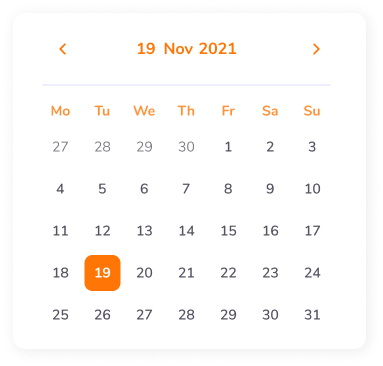 19 Nov 2021
Mo Tu We Th Fr Sa Su
27 28 29 30 1 2 3
4 5 6 7 8 9 10
11 12 13 14 15 16 17
18 19 20 21 22 23 24
25 26 27 28 29 30 31